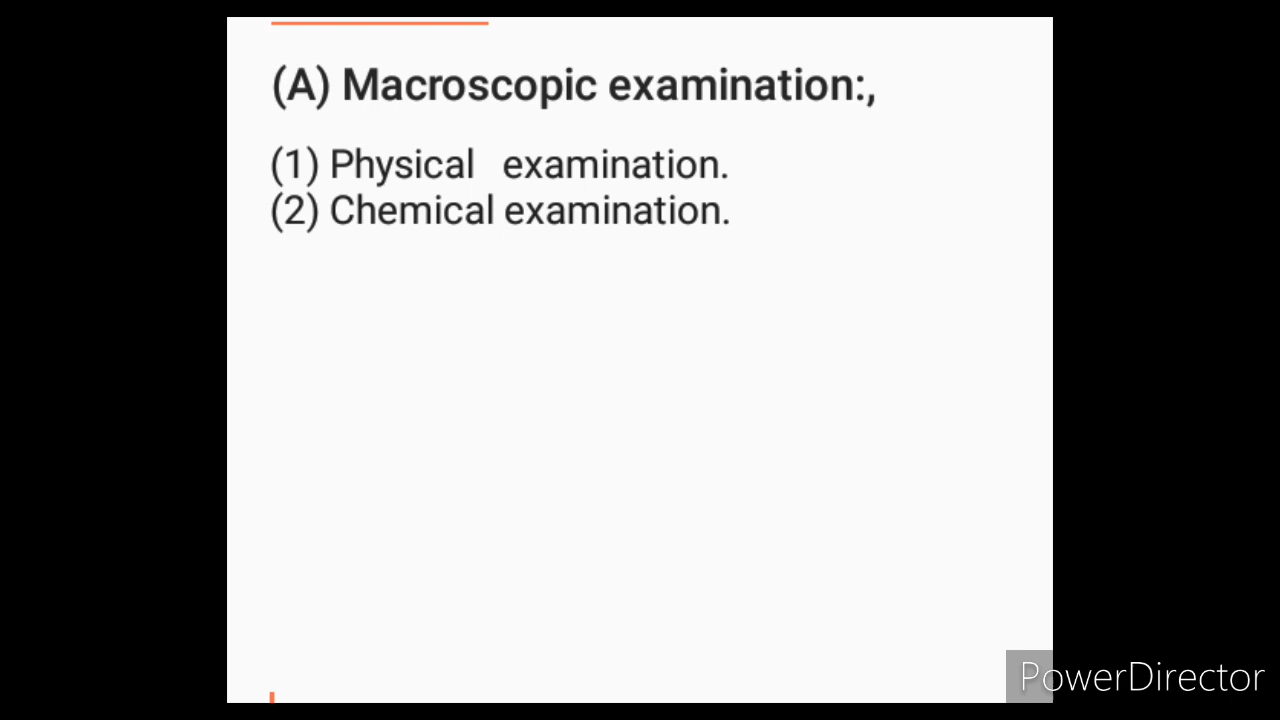 (A) Macroscopic examination:,
(1) Physical examination.
(2) Chemical examination.
PowerDirector